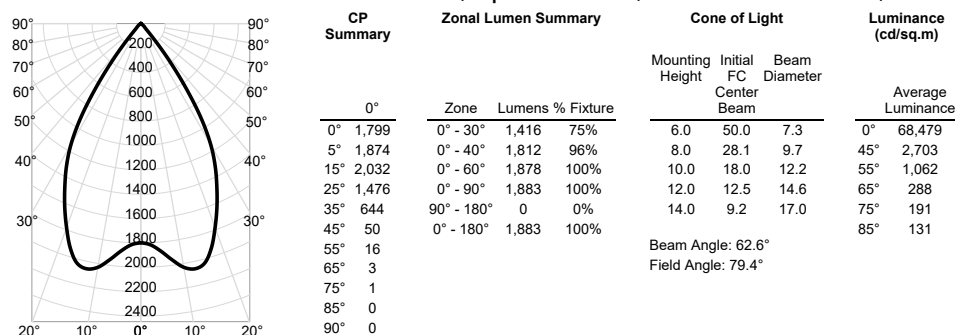 90° 90°
80° 80°
70° 70°
60° 60°
50° 50°
40° 40°
30° 30°
20° 10° 0° 10° 20°
200
400
600
800
1000
1200
1400
1600
1800
2000
2200
2400
CP
Summary
0°
0° 1,799
5° 1,874
15° 2,032
25° 1,476
35° 644
45° 50
55° 16
65° 3
75° 1
85° 0
90° 0
Zonal Lumen Summary
Zone Lumens % Fixture
0° - 30° 1,416 75%
0° - 40° 1,812 96%
0° - 60° 1,878 100%
0° - 90° 1,883 100%
90° - 180° 0 0%
0° - 180° 1,883 100%
Cone of Light
Mounting Initial Beam
Height FC Diameter
Center
Beam
6.0 50.0 7.3
8.0 28.1 9.7
10.0 18.0 12.2
12.0 12.5 14.6
14.0 9.2 17.0
Beam Angle: 62.6°
Field Angle: 79.4°
Luminance
(cd/sq.m)
Average
Luminance
0° 68,479
45° 2,703
55° 1,062
65° 288
75° 191
85° 131